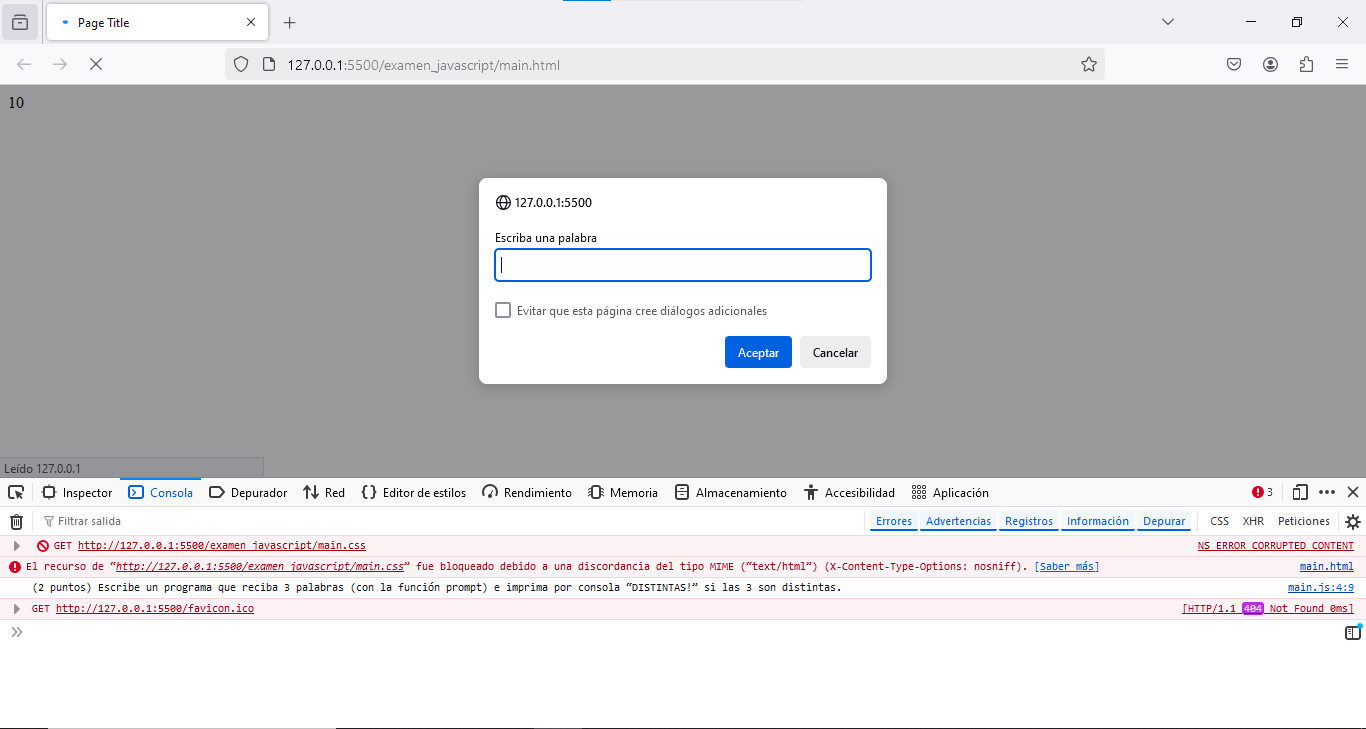 Page Title
127.0.0.1:5500/examen_javascript/main.html
10
127.0.0.1:5500
Escriba una palabra
Evitar que esta página cree diálogos adicionales
Aceptar Cancelar
Leído 127.0.0.1
Inspector Consola Depurador Red Editor de estilos Rendimiento Memoria Almacenamiento Accesibilidad Aplicación 3
Filtrar salida Errores Advertencias Registros Información Depurar CSS XHR Peticiones
GET http://127.0.0.1:5500/examen_javascript/main.css NS_ERROR_CORRUPTED_CONTENT
El recurso de “http://127.0.0.1:5500/examen_javascript/main.css” fue bloqueado debido a una discordancia del tipo MIME (“text/html”) (X-Content-Type-Options: nosniff). [Saber más] main.html
(2 puntos) Escribe un programa que reciba 3 palabras (con la función prompt) e imprima por consola “DISTINTAS!” si las 3 son distintas. main.js:4:9
GET http://127.0.0.1:5500/favicon.ico [HTTP/1.1 404 Not Found 0ms]